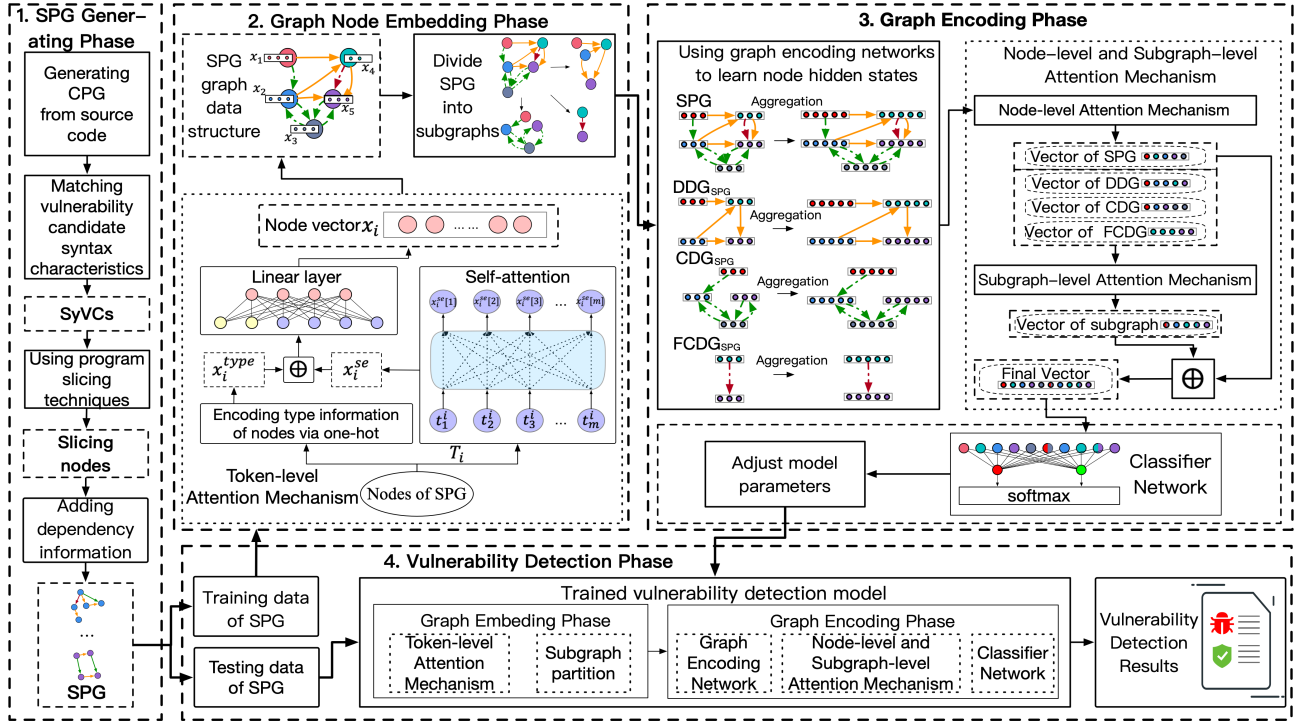 1. SPG Gener-
ating Phase
Generating
CPG
from source
code
Matching
vulnerability
candidate
syntax
characteristics
SyVCs
Using program
slicing
techniques
Slicing
nodes
Adding
dependency
information
...
SPG
2. Graph Node Embedding Phase
SPG
graph
data
structure
x₁
x₂
x₃
x₄
x₅
Divide
SPG
into
subgraphs
Node vector xᵢ
... ...
Linear layer
Self-attention
xᵢˢᵉ[1]
xᵢˢᵉ[2]
xᵢˢᵉ[3]
...
xᵢˢᵉ[m]
xᵢᵗʸᵖᵉ
⊕
xᵢˢᵉ
Encoding type information
of nodes via one-hot
t₁ⁱ
t₂ⁱ
t₃ⁱ
...
tₘⁱ
Tᵢ
Token-level
Attention Mechanism
Nodes of SPG
3. Graph Encoding Phase
Using graph encoding networks
to learn node hidden states
SPG
Aggregation
DDG_SPG
Aggregation
CDG_SPG
Aggregation
FCDG_SPG
Aggregation
Node-level and Subgraph-level
Attention Mechanism
Node-level Attention Mechanism
Vector of SPG
Vector of DDG
Vector of CDG
Vector of FCDG
Subgraph-level Attention Mechanism
Vector of subgraph
Final Vector
⊕
Adjust model
parameters
softmax
Classifier
Network
4. Vulnerability Detection Phase
Training data
of SPG
Testing data
of SPG
Trained vulnerability detection model
Graph Embeding Phase
Token-level
Attention
Mechanism
Subgraph
partition
Graph Encoding Phase
Graph
Encoding
Network
Node-level and
Subgraph-level
Attention Mechanism
Classifier
Network
Vulnerability
Detection
Results